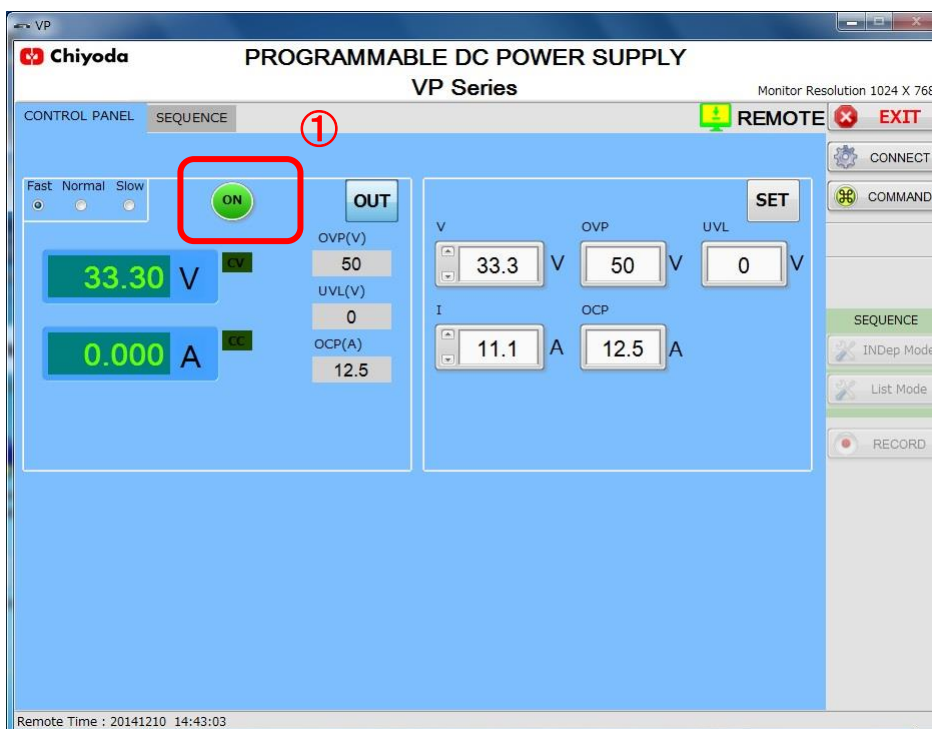 VP
Chiyoda
PROGRAMMABLE DC POWER SUPPLY
VP Series
Monitor Resolution 1024 X 768
CONTROL PANEL SEQUENCE
①
REMOTE
EXIT
CONNECT
COMMAND
Fast Normal Slow
ON
OUT
OVP(V)
50
UVL(V)
0
OCP(A)
12.5
33.30 V
CV
0.000 A
CC
SET
V OVP UVL
33.3 V 50 V 0 V
I OCP
11.1 A 12.5 A
SEQUENCE
INDep Mode
List Mode
RECORD
Remote Time : 20141210 14:43:03